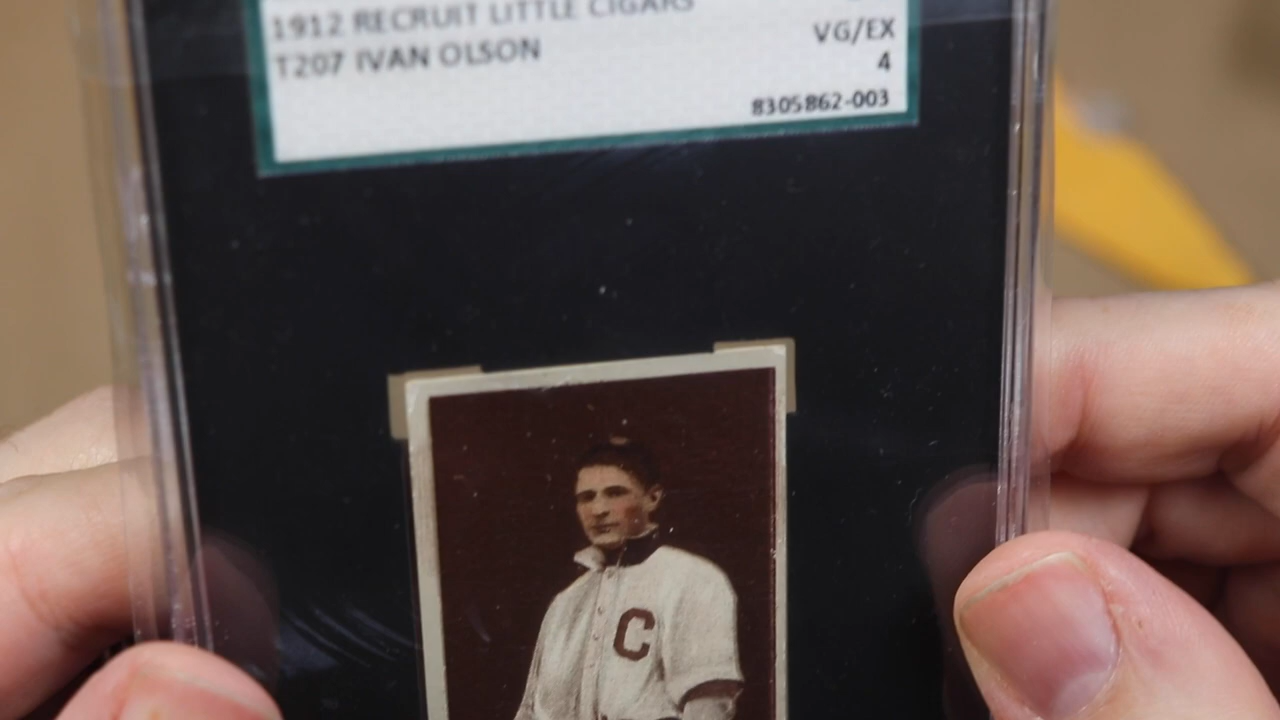 1912 RECRUIT LITTLE CIGARS
T207 IVAN OLSON
VG/EX
4
8305862-003
C